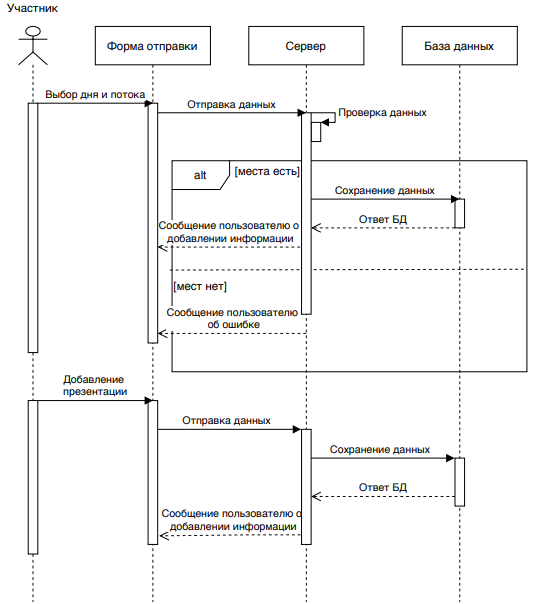 Участник
Форма отправки
Сервер
База данных
Выбор дня и потока
Отправка данных
Проверка данных
alt
[места есть]
Сохранение данных
Ответ БД
Сообщение пользователю о
добавлении информации
[мест нет]
Сообщение пользователю
об ошибке
Добавление
презентации
Отправка данных
Сохранение данных
Ответ БД
Сообщение пользователю о
добавлении информации